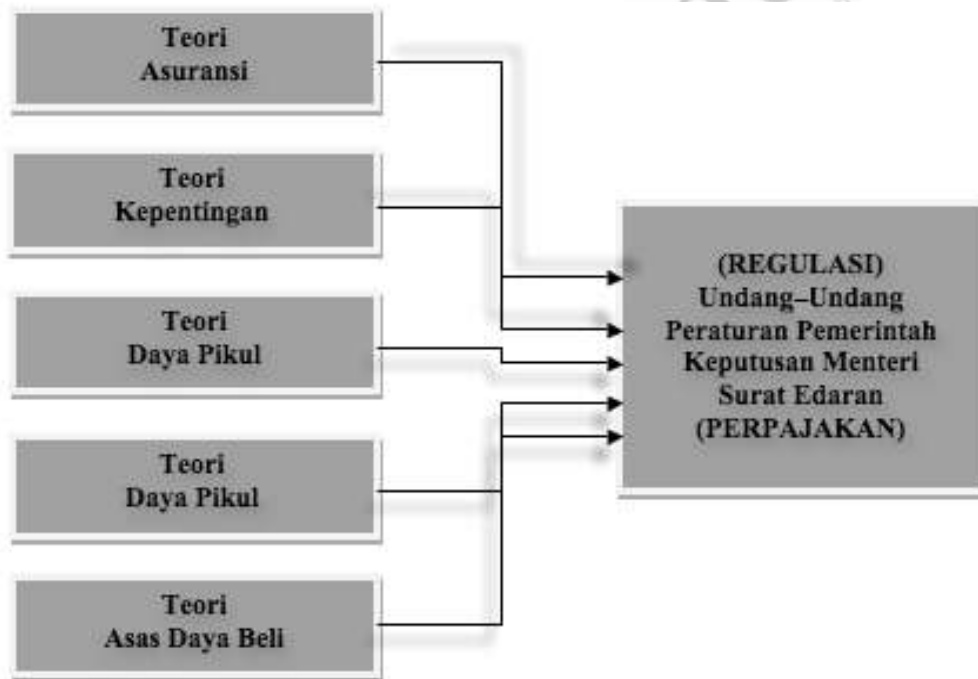 Teori
Asuransi
Teori
Kepentingan
Teori
Daya Pikul
Teori
Daya Pikul
Teori
Asas Daya Beli
(REGULASI)
Undang–Undang
Peraturan Pemerintah
Keputusan Menteri
Surat Edaran
(PERPAJAKAN)